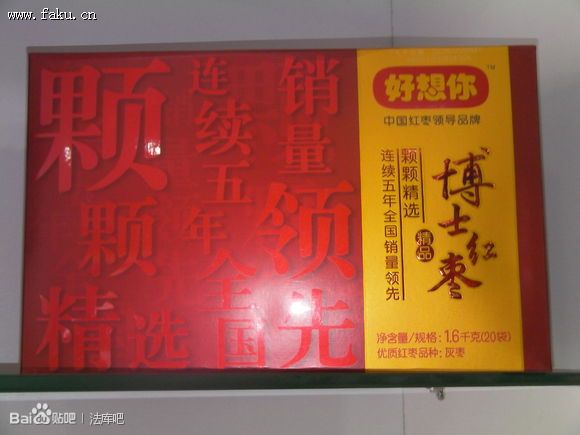 www.faku.cn
颗颗精选
连续五年全国
销量领先
好想你
TM
中国红枣领导品牌
博士红枣
精品
颗颗精选
连续五年全国销量领先
净含量/规格: 1.6千克(20袋)
优质红枣品种: 灰枣
Bai贴吧 | 法库吧